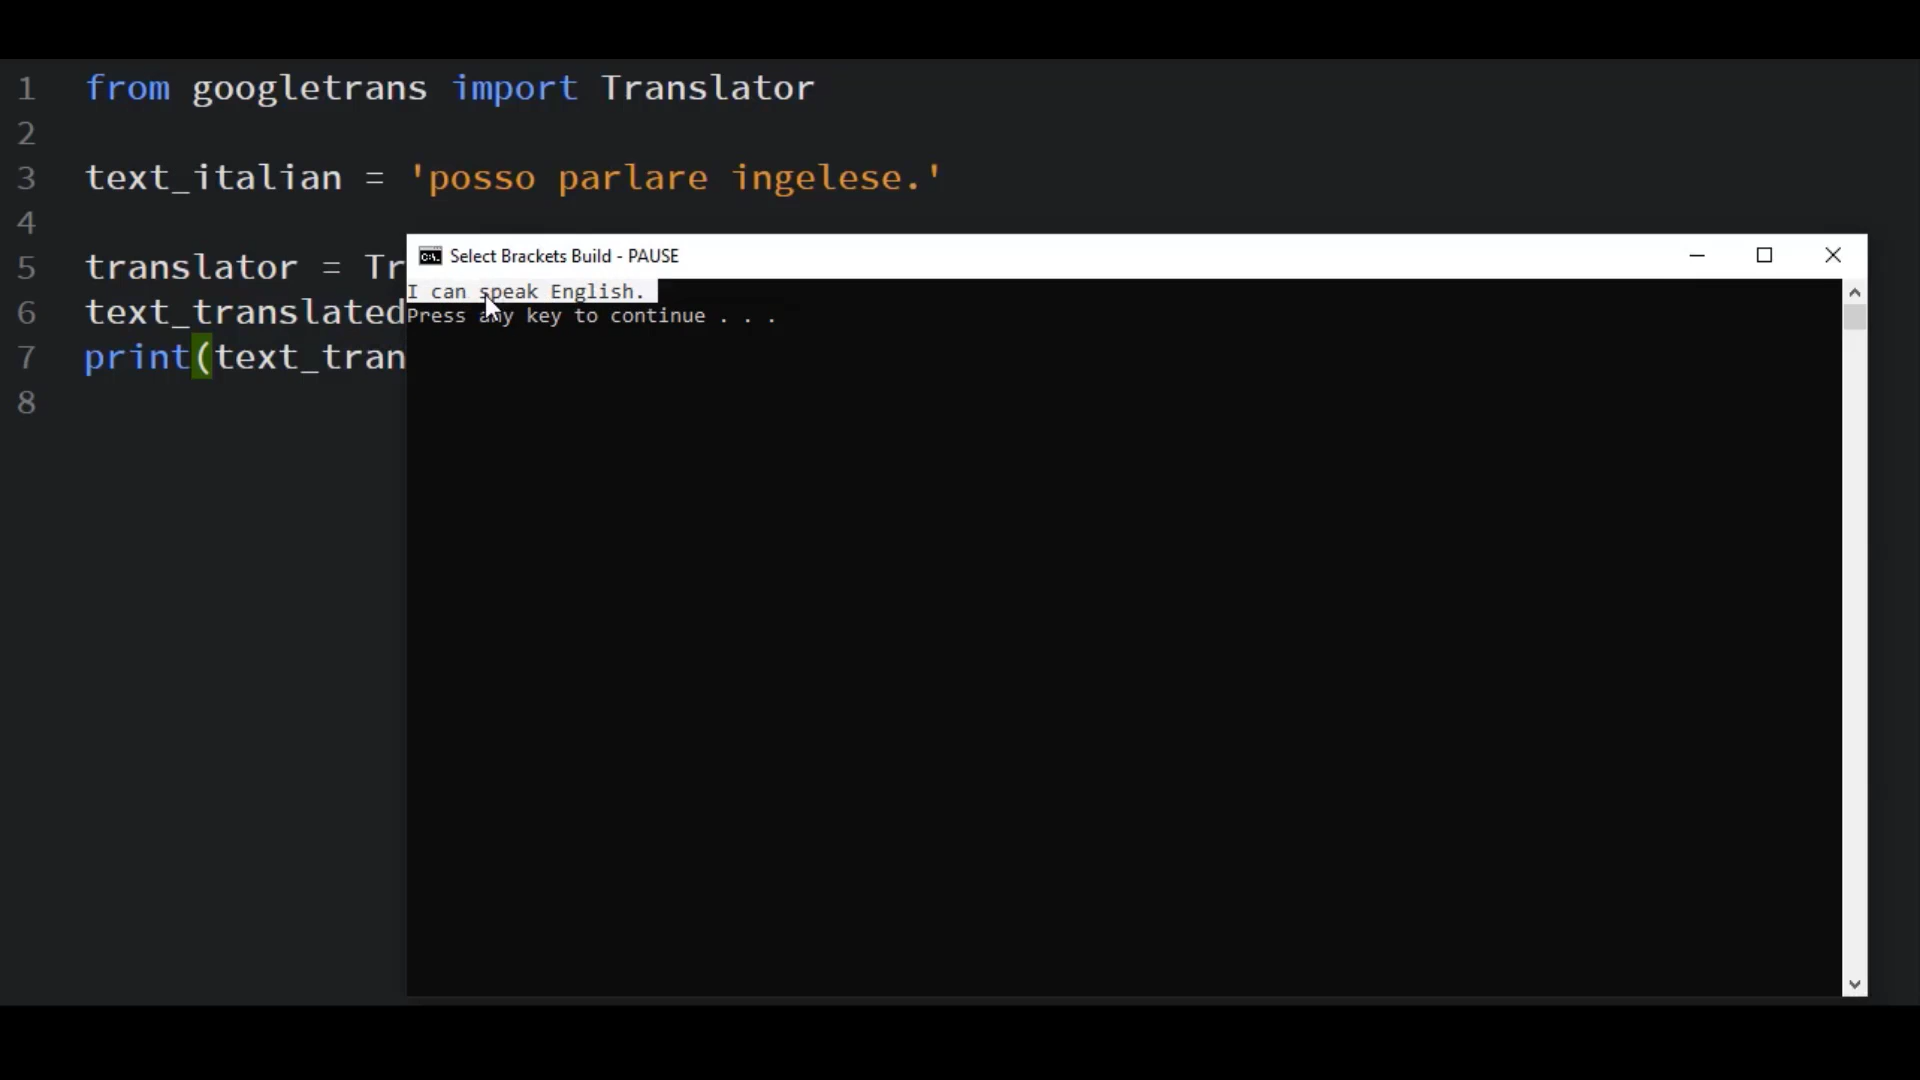 1 from googletrans import Translator
2
3 text_italian = 'posso parlare ingelese.'
4
5 translator = Tr
6 text_translated
7 print(text_tran
8
Select Brackets Build - PAUSE
I can speak English.
Press any key to continue . . .